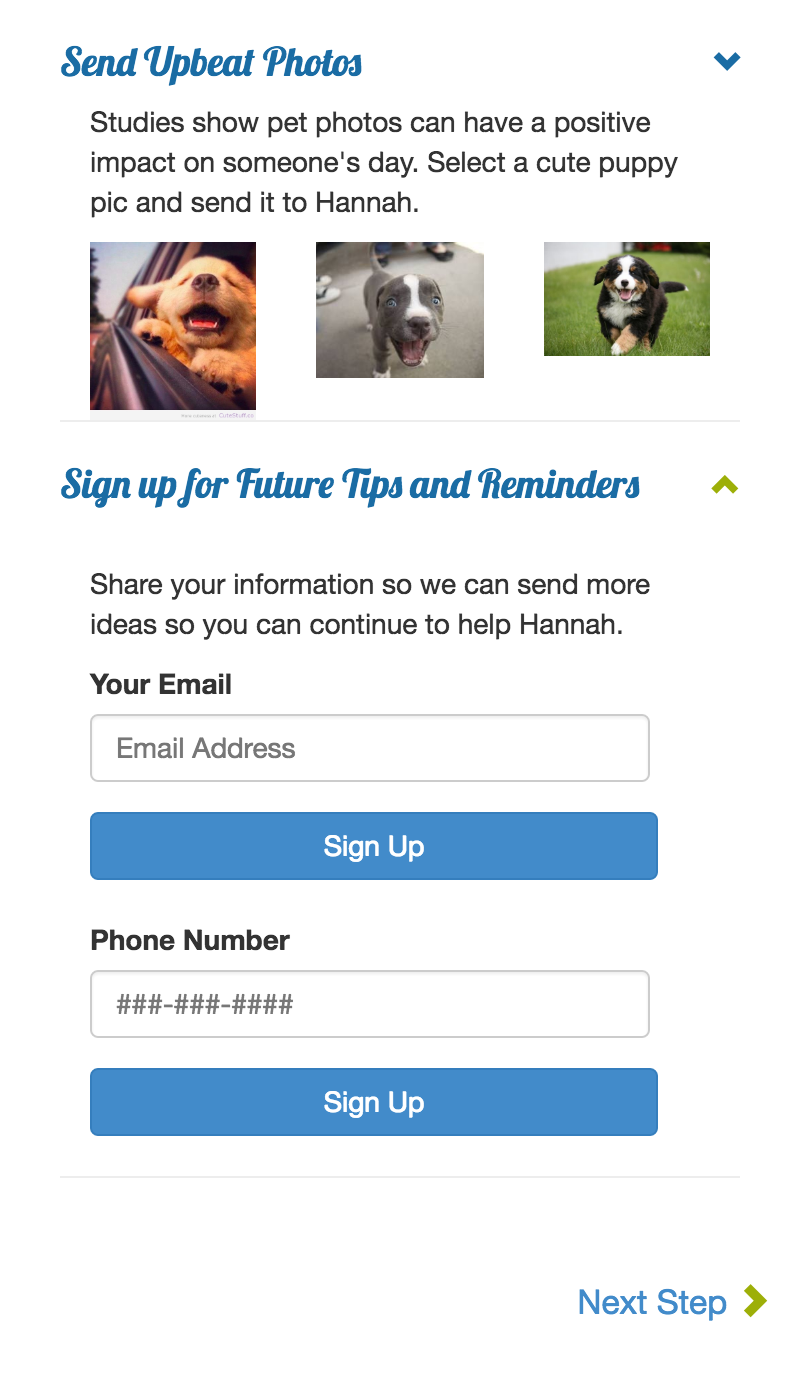 Send Upbeat Photos
Studies show pet photos can have a positive
impact on someone's day. Select a cute puppy
pic and send it to Hannah.
Sign up for Future Tips and Reminders
Share your information so we can send more
ideas so you can continue to help Hannah.
Your Email
Email Address
Sign Up
Phone Number
###-###-####
Sign Up
Next Step